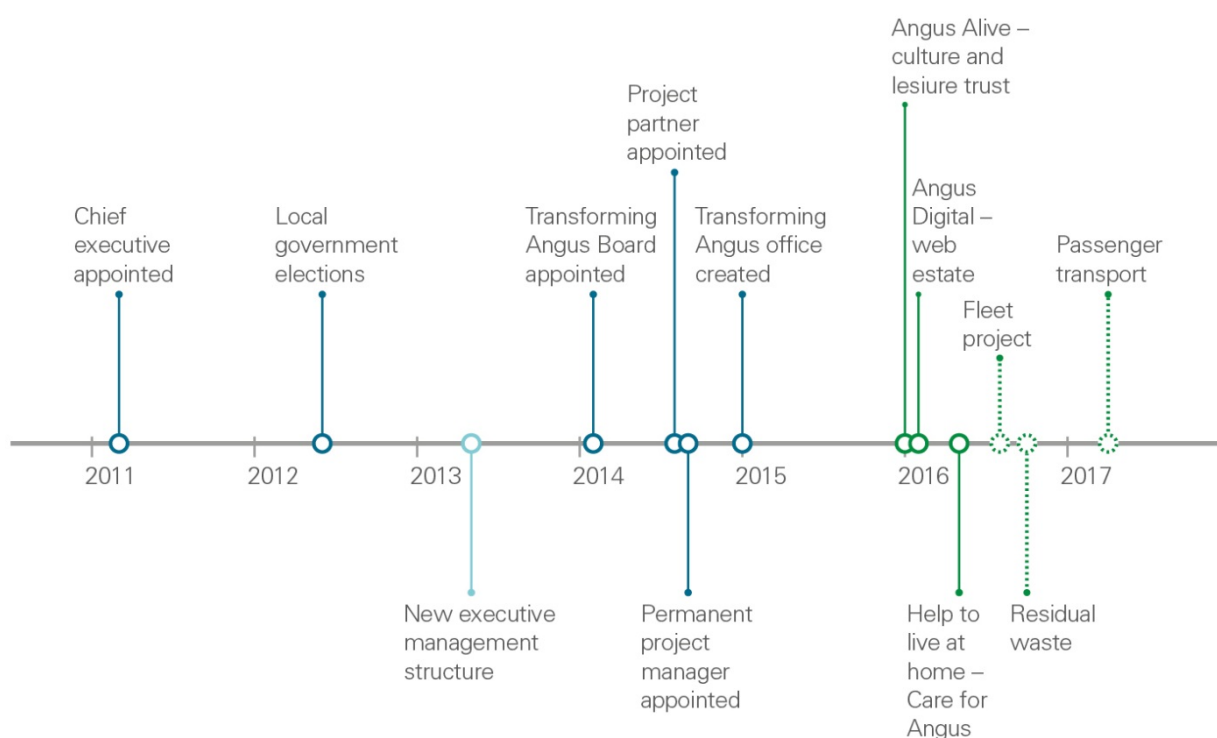 Angus Alive –
culture and
lesiure trust
Project
partner
appointed
Chief
executive
appointed
Local
government
elections
Transforming
Angus Board
appointed
Transforming
Angus office
created
Angus
Digital –
web
estate
Passenger
transport
Fleet
project
2011
2012
2013
2014
2015
2016
2017
New executive
management
structure
Permanent
project
manager
appointed
Help to
live at
home –
Care for
Angus
Residual
waste